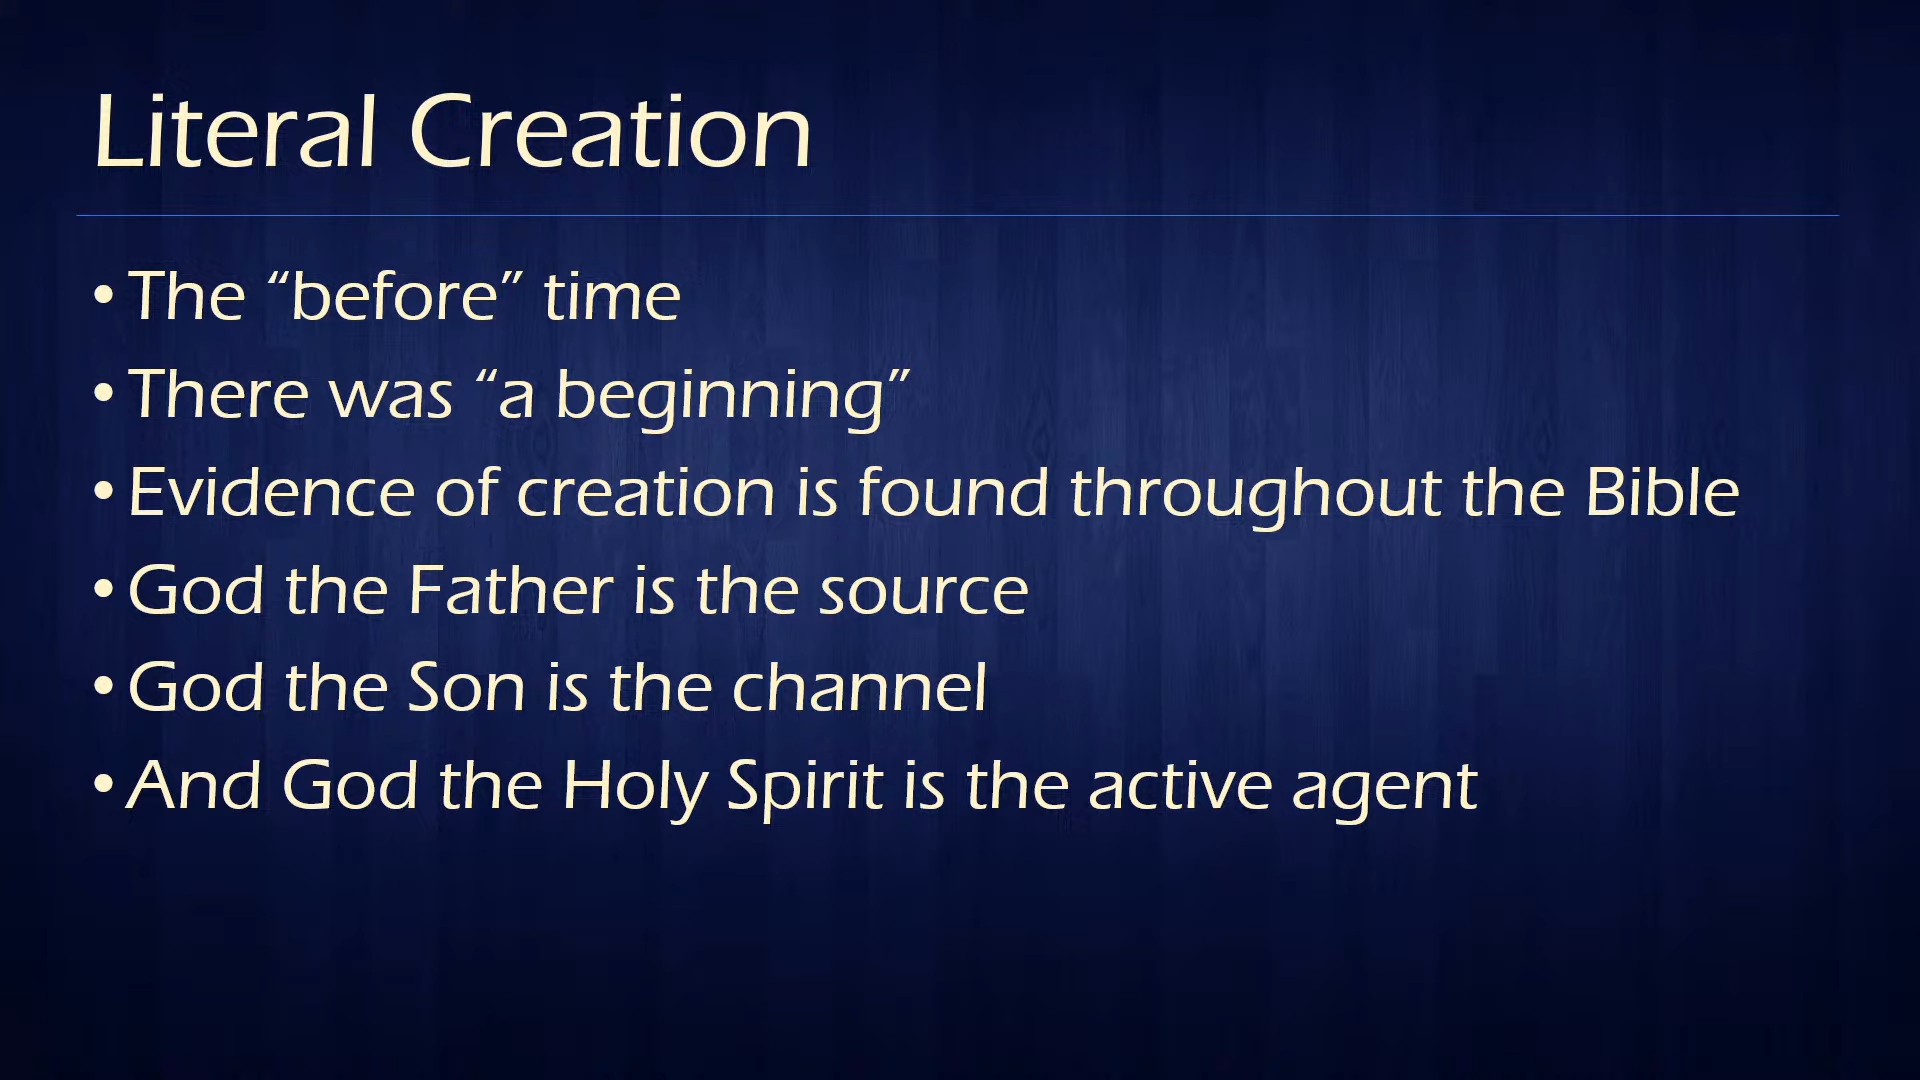 Literal Creation
• The “before” time
• There was “a beginning”
• Evidence of creation is found throughout the Bible
• God the Father is the source
• God the Son is the channel
• And God the Holy Spirit is the active agent